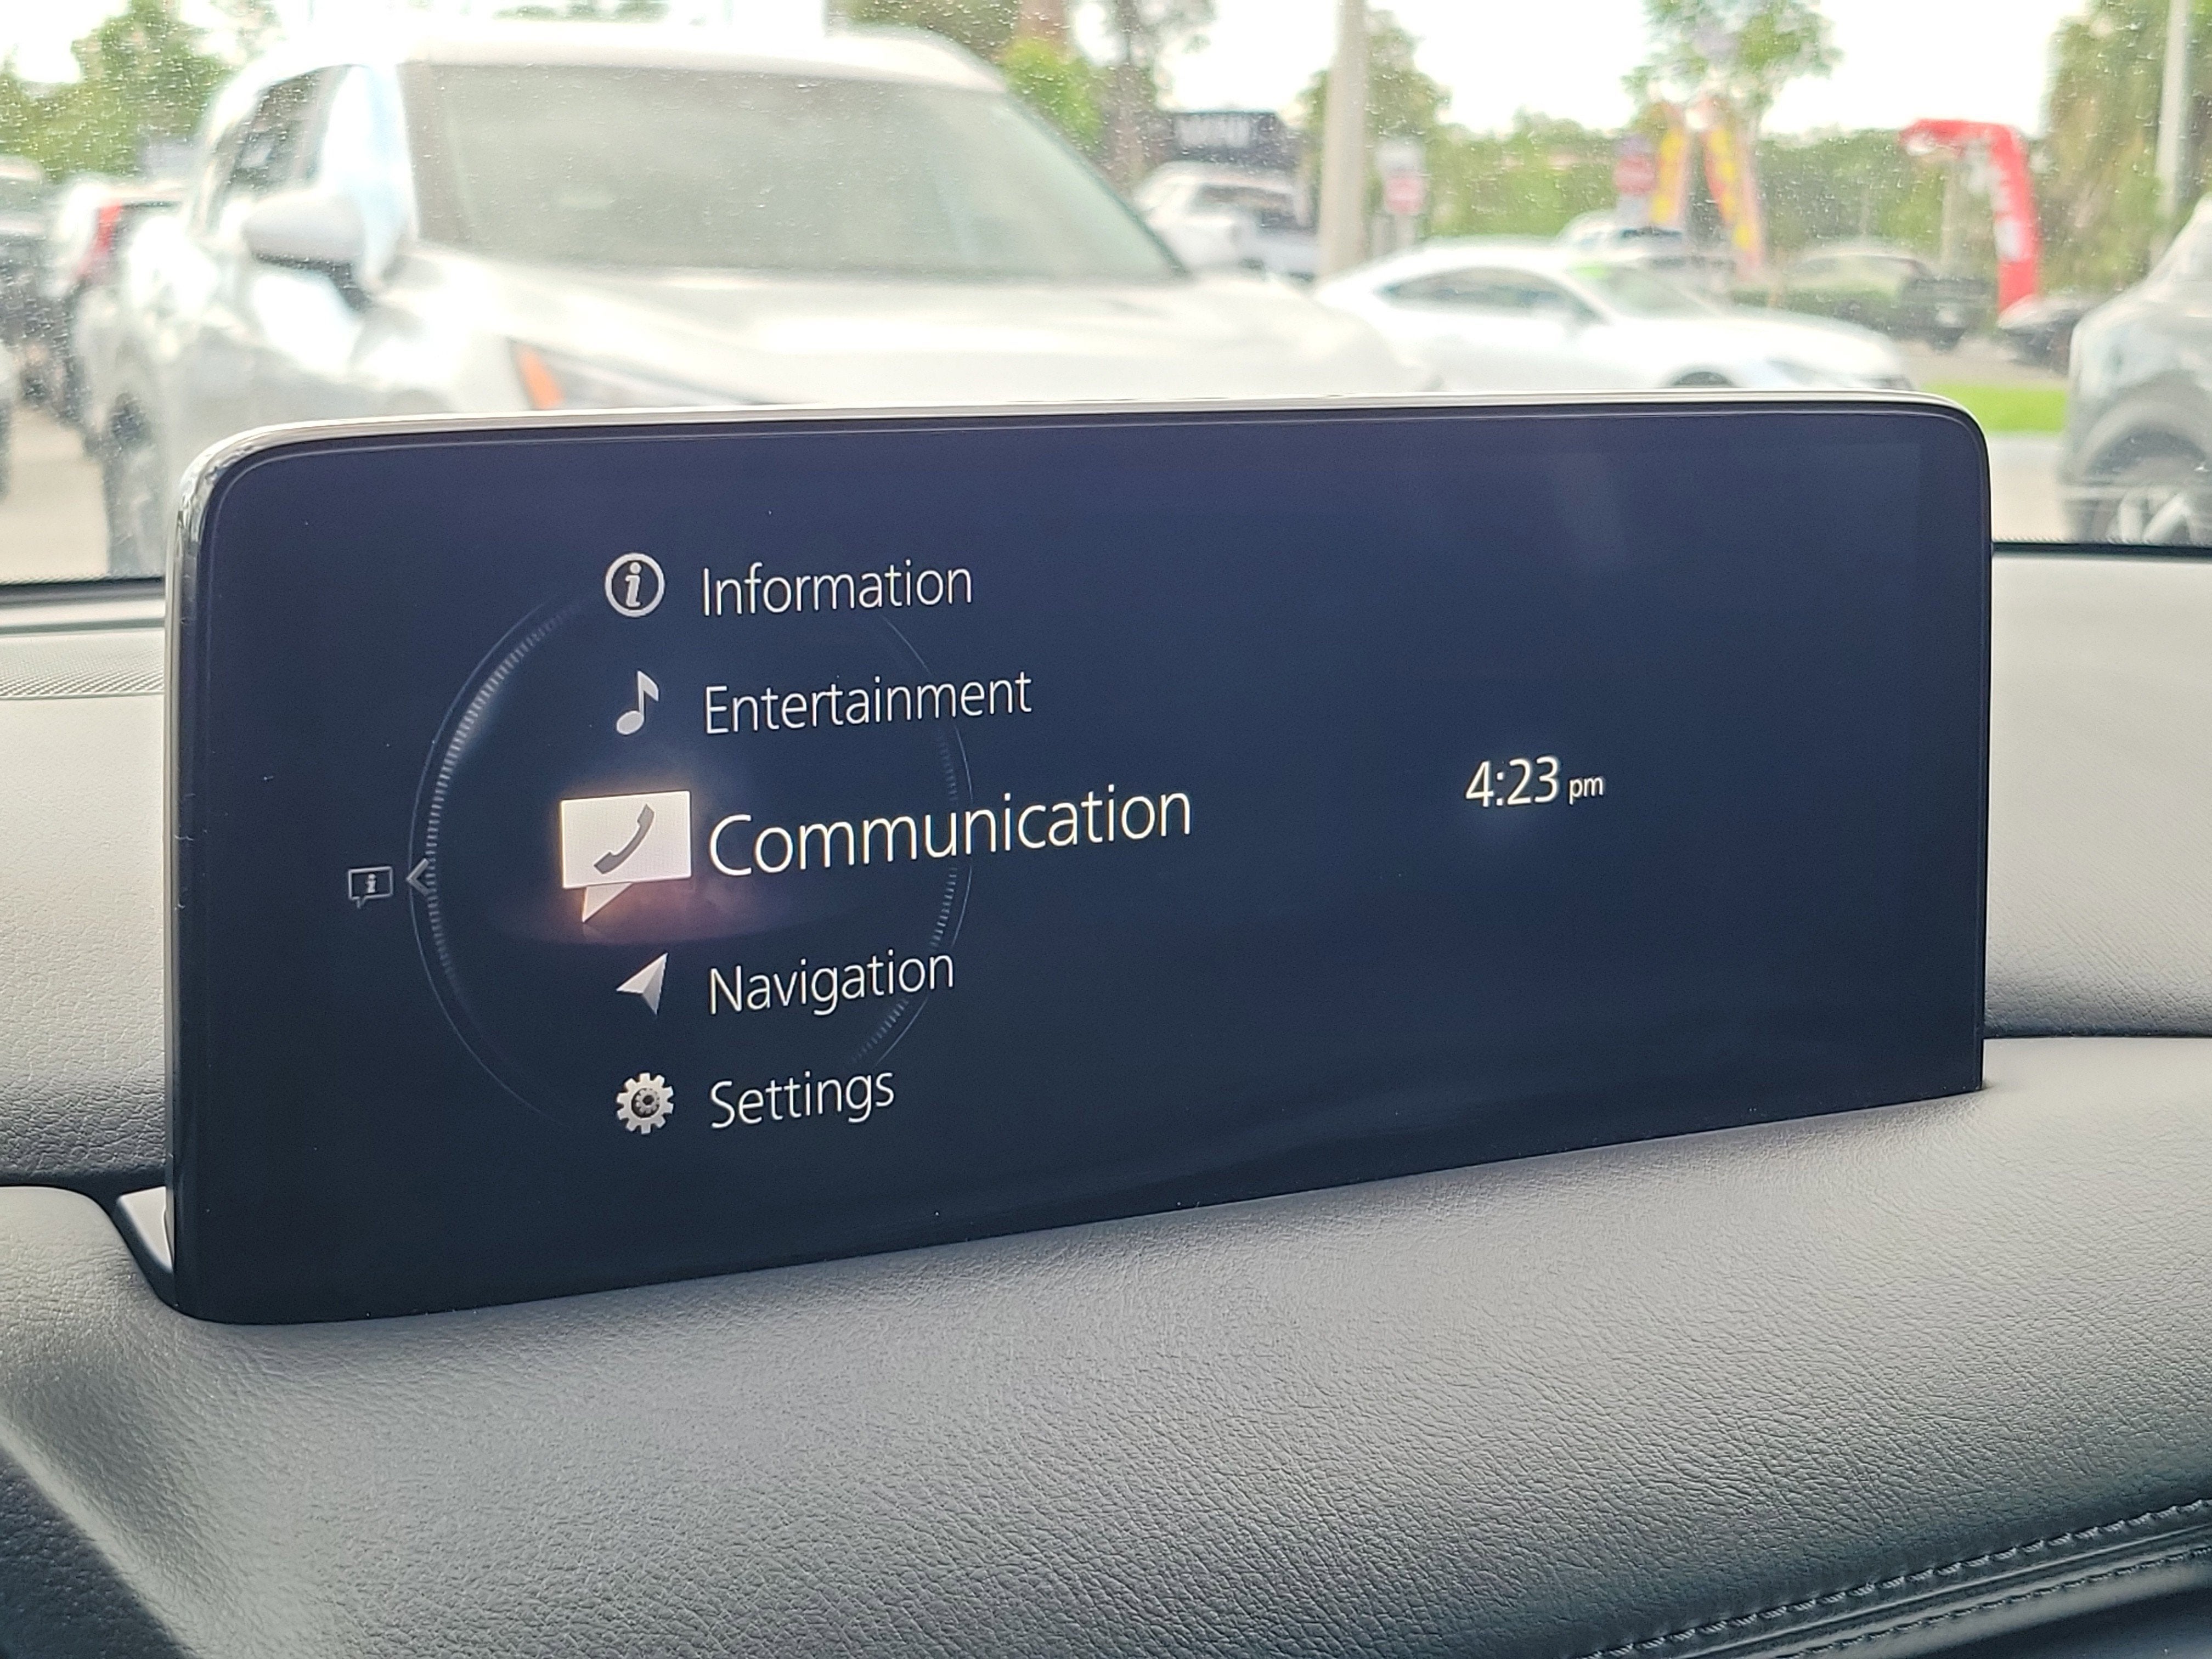 Information
Entertainment
Communication
4:23 pm
Navigation
Settings